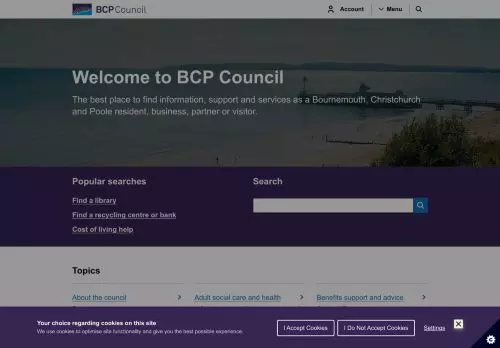 BCP Council
Account
Menu
Welcome to BCP Council
The best place to find information, support and services as a Bournemouth, Christchurch
and Poole resident, business, partner or visitor.
Popular searches
Find a library
Find a recycling centre or bank
Cost of living help
Search
Topics
About the council
Adult social care and health
Benefits support and advice
Your choice regarding cookies on this site
We use cookies to optimise site functionality and give you the best possible experience.
I Accept Cookies
I Do Not Accept Cookies
Settings